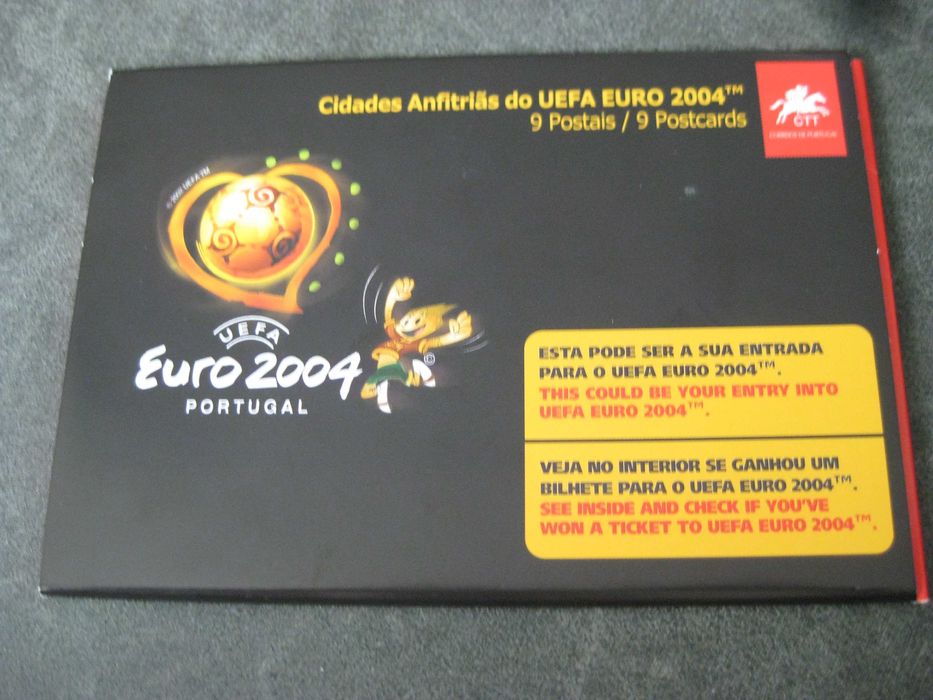 Cidades Anfitriãs do UEFA EURO 2004™
9 Postais / 9 Postcards
CTT
CORREIOS DE PORTUGAL
UEFA
Euro 2004
PORTUGAL
©
ESTA PODE SER A SUA ENTRADA
PARA O UEFA EURO 2004™.
THIS COULD BE YOUR ENTRY INTO
UEFA EURO 2004™.
VEJA NO INTERIOR SE GANHOU UM
BILHETE PARA O UEFA EURO 2004™.
SEE INSIDE AND CHECK IF YOU'VE
WON A TICKET TO UEFA EURO 2004™.